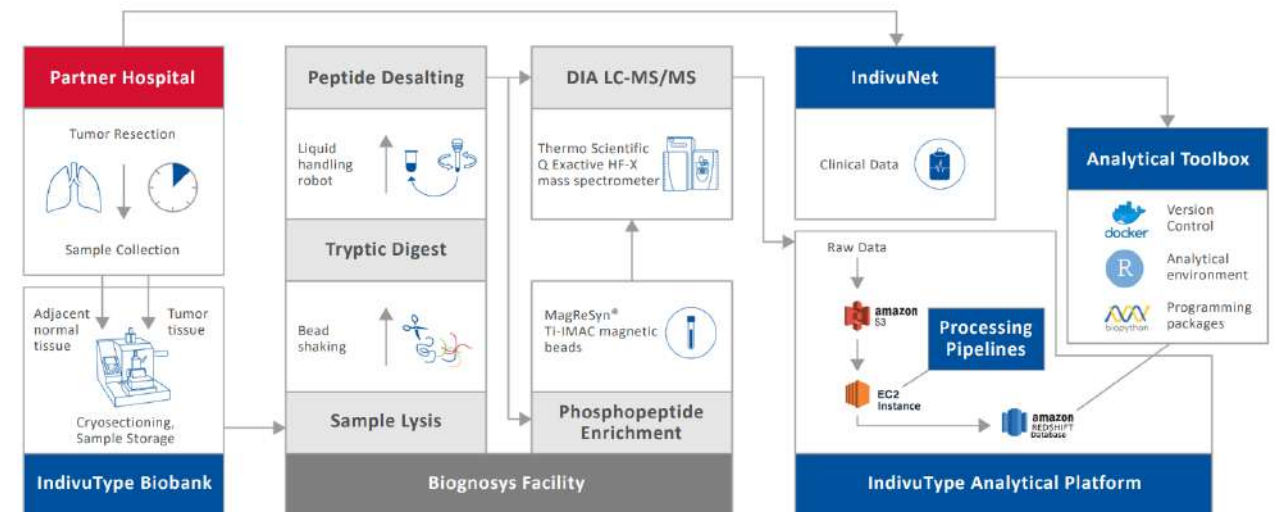 Partner Hospital
Tumor Resection
Sample Collection
Adjacent
normal
tissue
Tumor
tissue
Cryosectioning,
Sample Storage
IndivuType Biobank
Peptide Desalting
Liquid
handling
robot
Tryptic Digest
Bead
shaking
Sample Lysis
DIA LC-MS/MS
Thermo Scientific
Q Exactive HF-X
mass spectrometer
MagReSyn®
Ti-IMAC magnetic
beads
Phosphopeptide
Enrichment
Biognosys Facility
IndivuNet
Clinical Data
Analytical Toolbox
docker
Version
Control
R
Analytical
environment
biopython
Programming
packages
Raw Data
amazon
S3
Processing
Pipelines
EC2
Instance
amazon
REDSHIFT
Database
IndivuType Analytical Platform